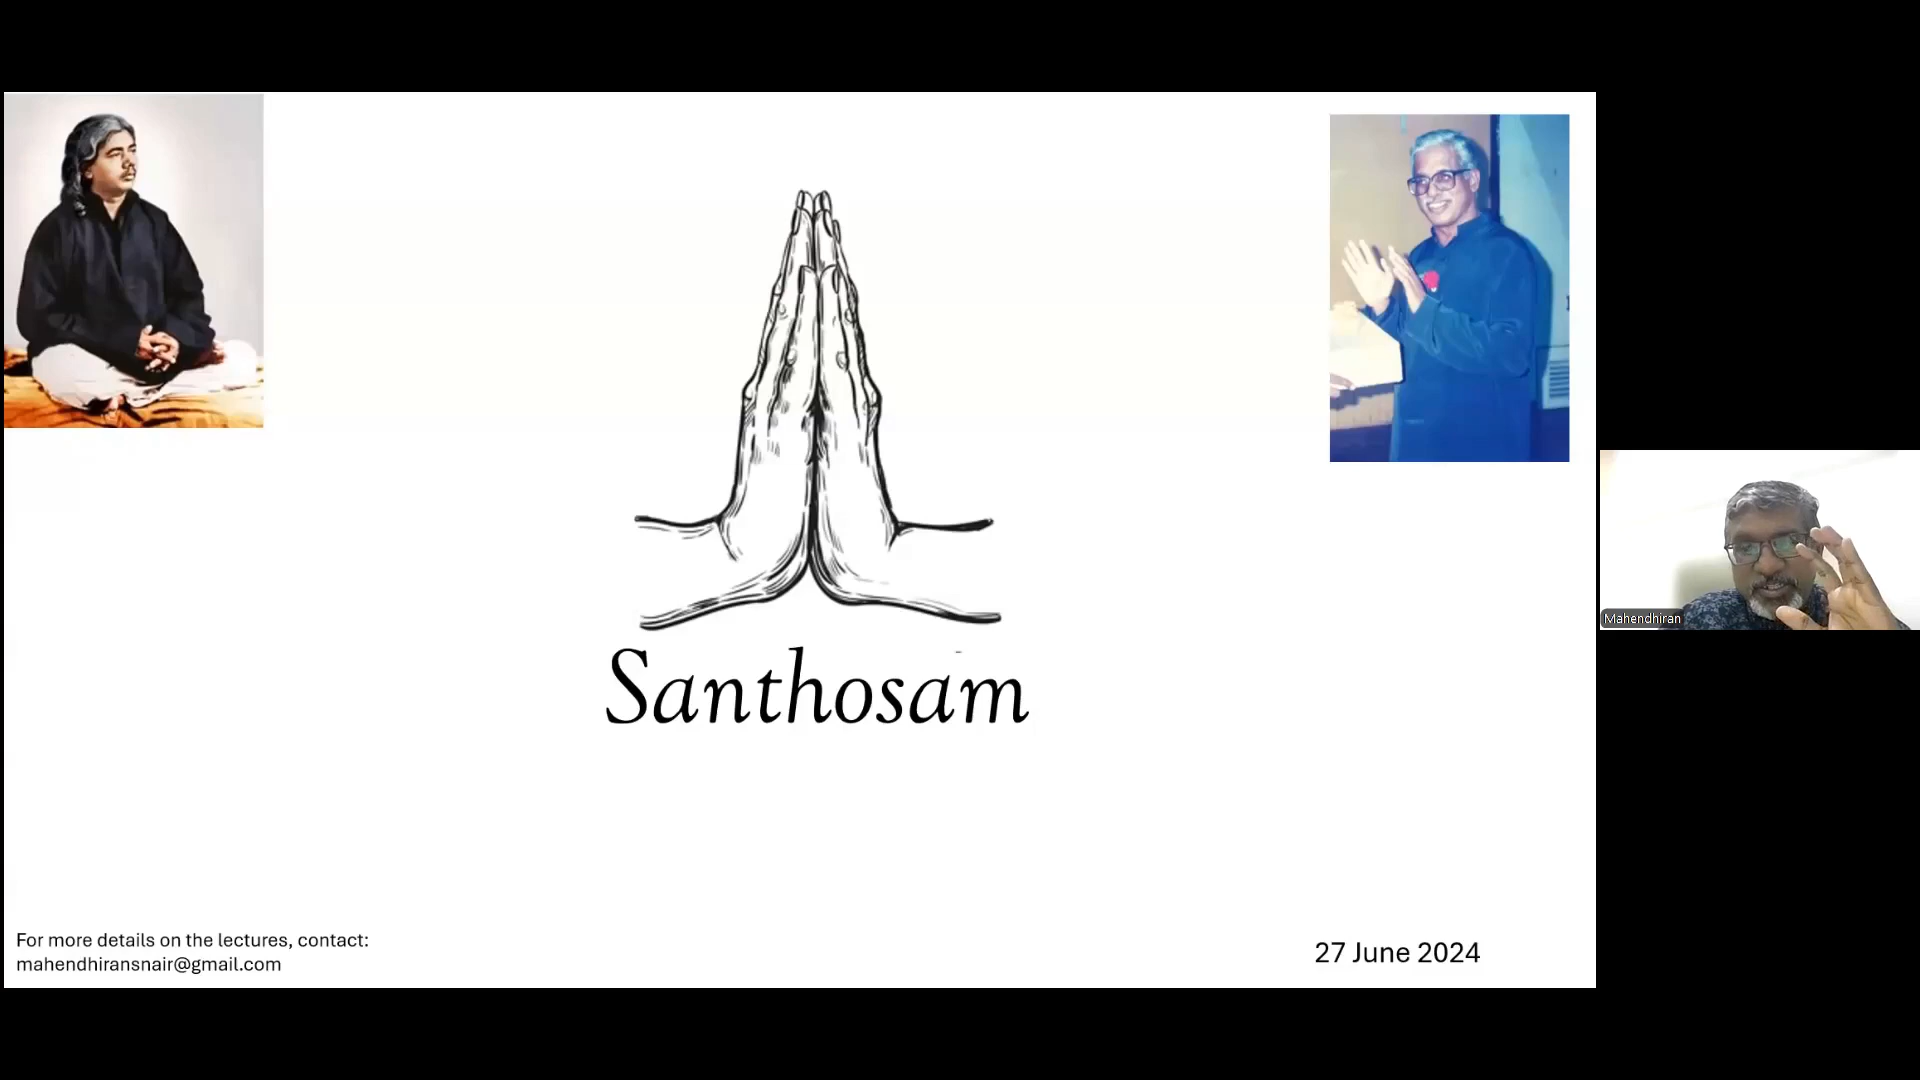 Santhosam
Mahendhiran
For more details on the lectures, contact:
mahendhiransnair@gmail.com
27 June 2024